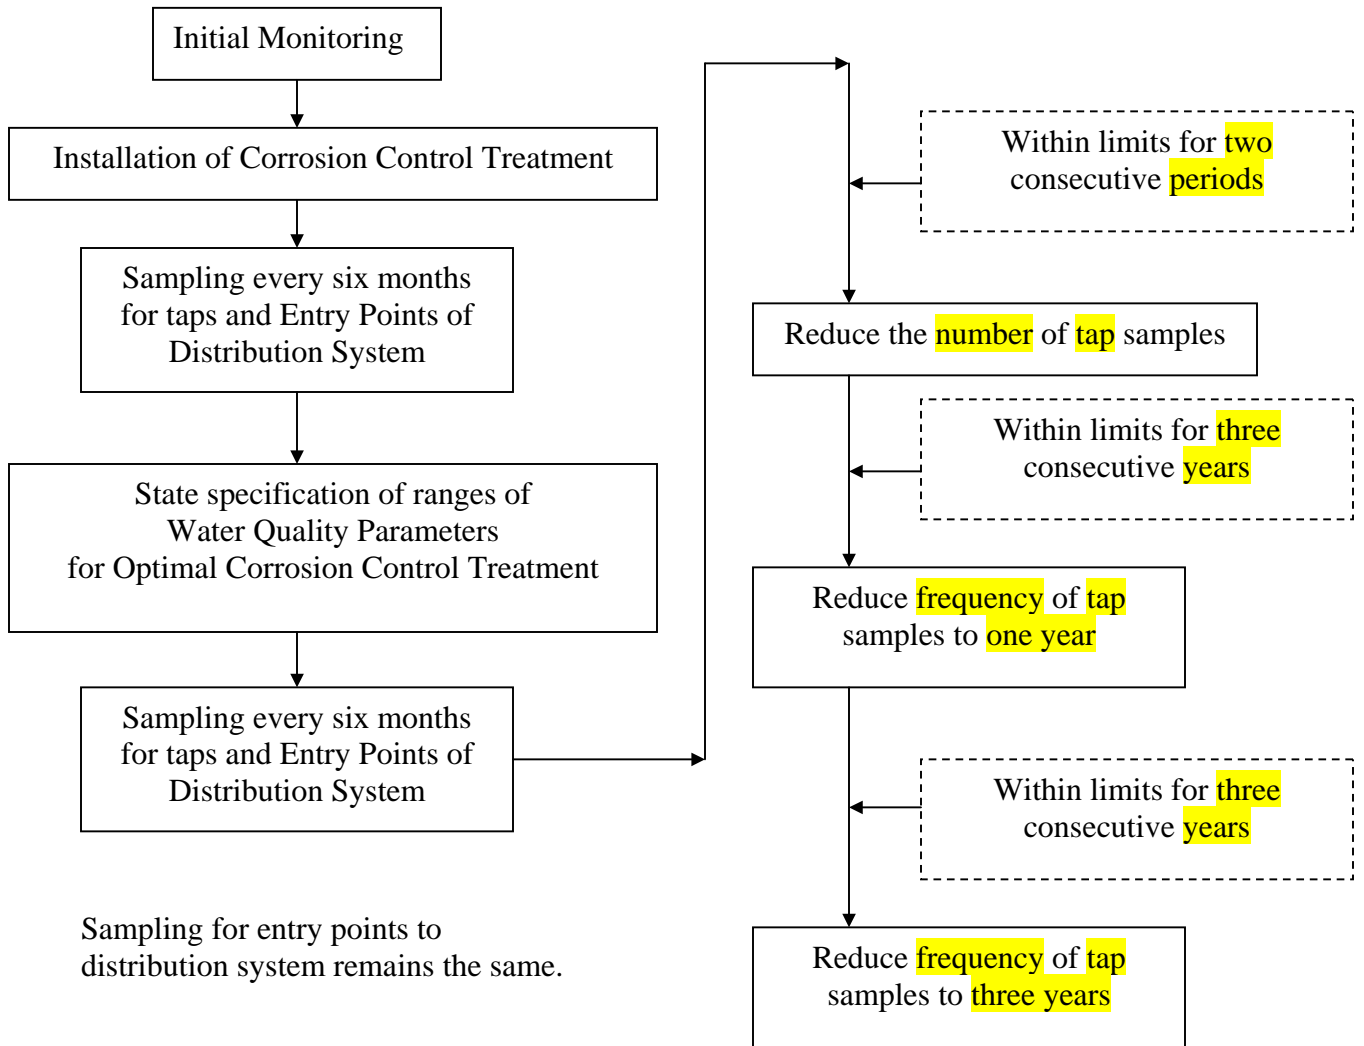 Initial Monitoring
Installation of Corrosion Control Treatment
Sampling every six months
for taps and Entry Points of
Distribution System
State specification of ranges of
Water Quality Parameters
for Optimal Corrosion Control Treatment
Sampling every six months
for taps and Entry Points of
Distribution System
Sampling for entry points to
distribution system remains the same.
Within limits for two
consecutive periods
Reduce the number of tap samples
Within limits for three
consecutive years
Reduce frequency of tap
samples to one year
Within limits for three
consecutive years
Reduce frequency of tap
samples to three years